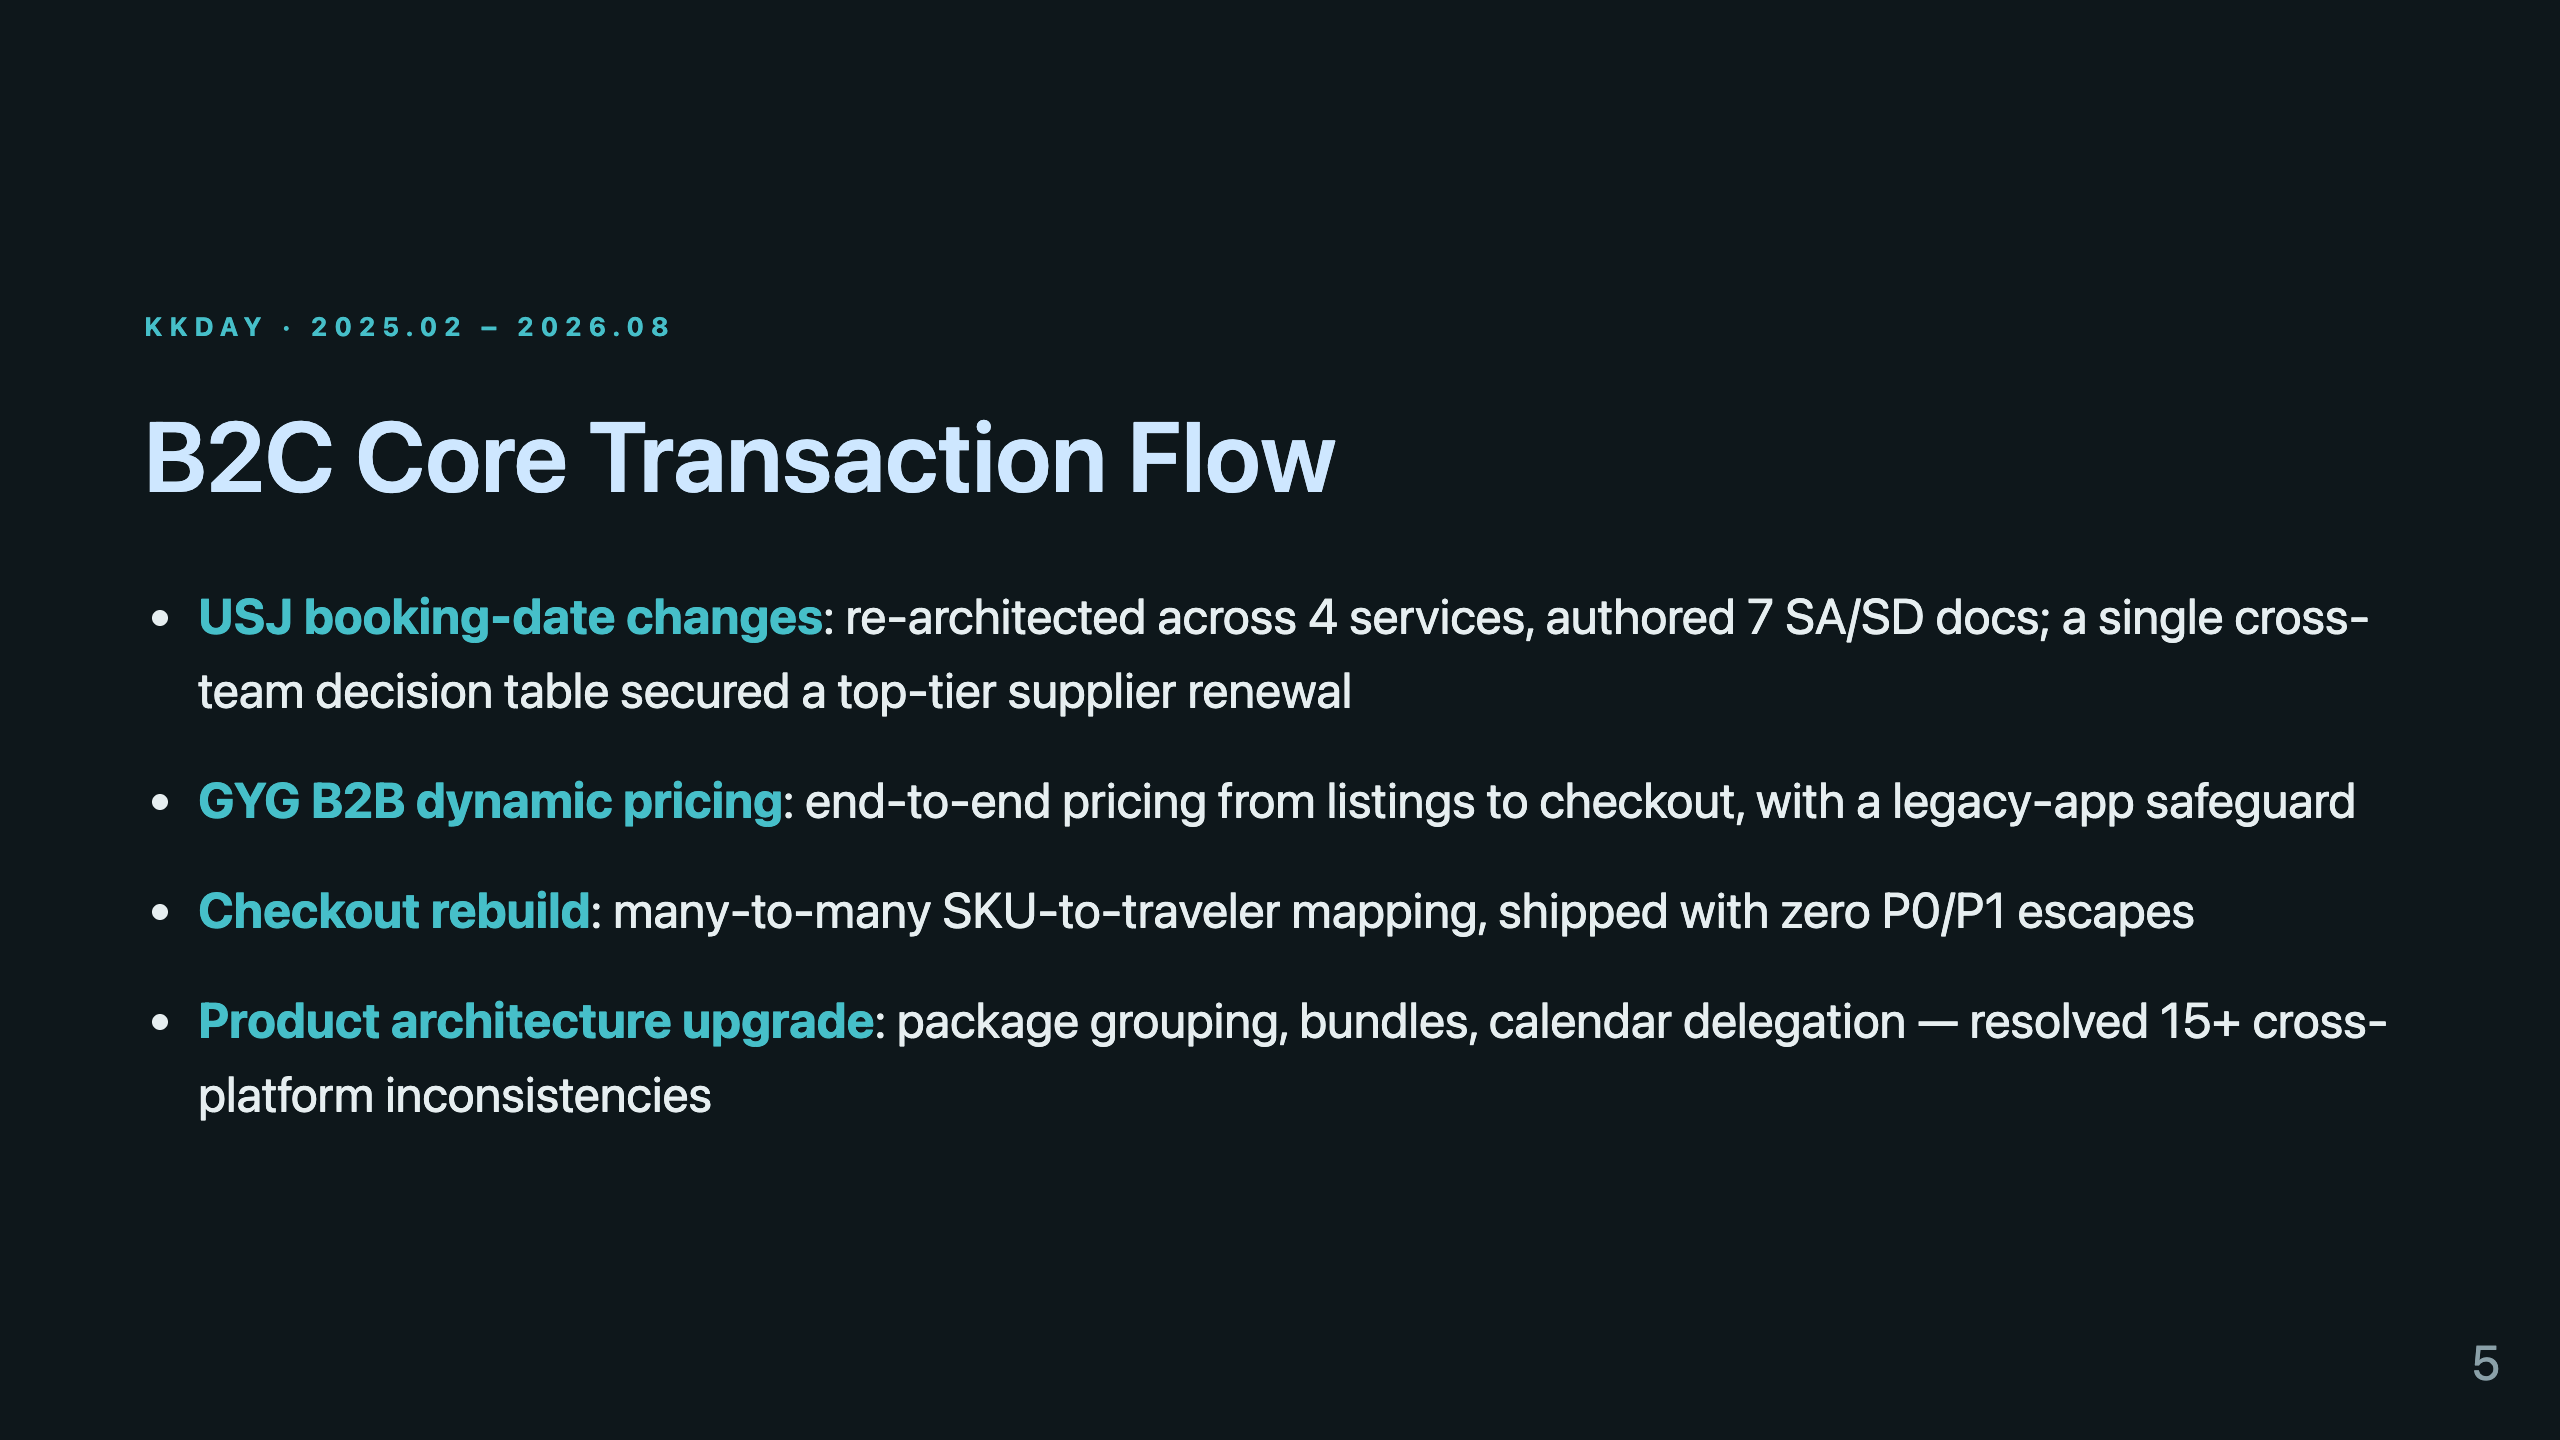 KKDAY · 2025.02 – 2026.08
B2C Core Transaction Flow
• USJ booking-date changes: re-architected across 4 services, authored 7 SA/SD docs; a single cross-
team decision table secured a top-tier supplier renewal
• GYG B2B dynamic pricing: end-to-end pricing from listings to checkout, with a legacy-app safeguard
• Checkout rebuild: many-to-many SKU-to-traveler mapping, shipped with zero P0/P1 escapes
• Product architecture upgrade: package grouping, bundles, calendar delegation — resolved 15+ cross-
platform inconsistencies
5